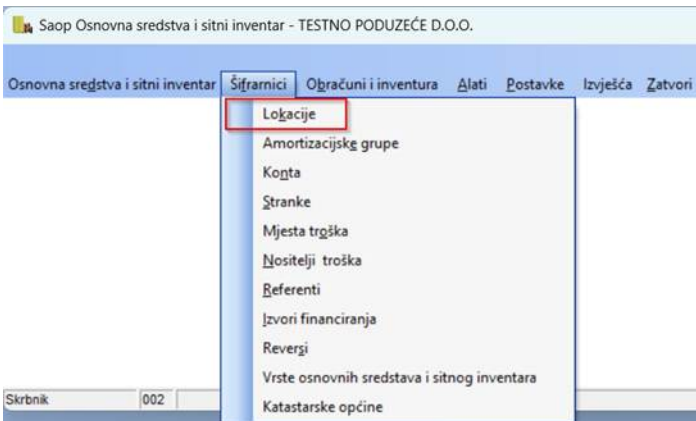 Saop Osnovna sredstva i sitni inventar - TESTNO PODUZEĆE D.O.O.
Osnovna sredstva i sitni inventar Šifrarnici Obračuni i inventura Alati Postavke Izvješća Zatvori
Lokacije
Amortizacijske grupe
Konta
Stranke
Mjesta troška
Nositelji troška
Referenti
Izvori financiranja
Reversi
Vrste osnovnih sredstava i sitnog inventara
Katastarske općine
Skrbnik 002